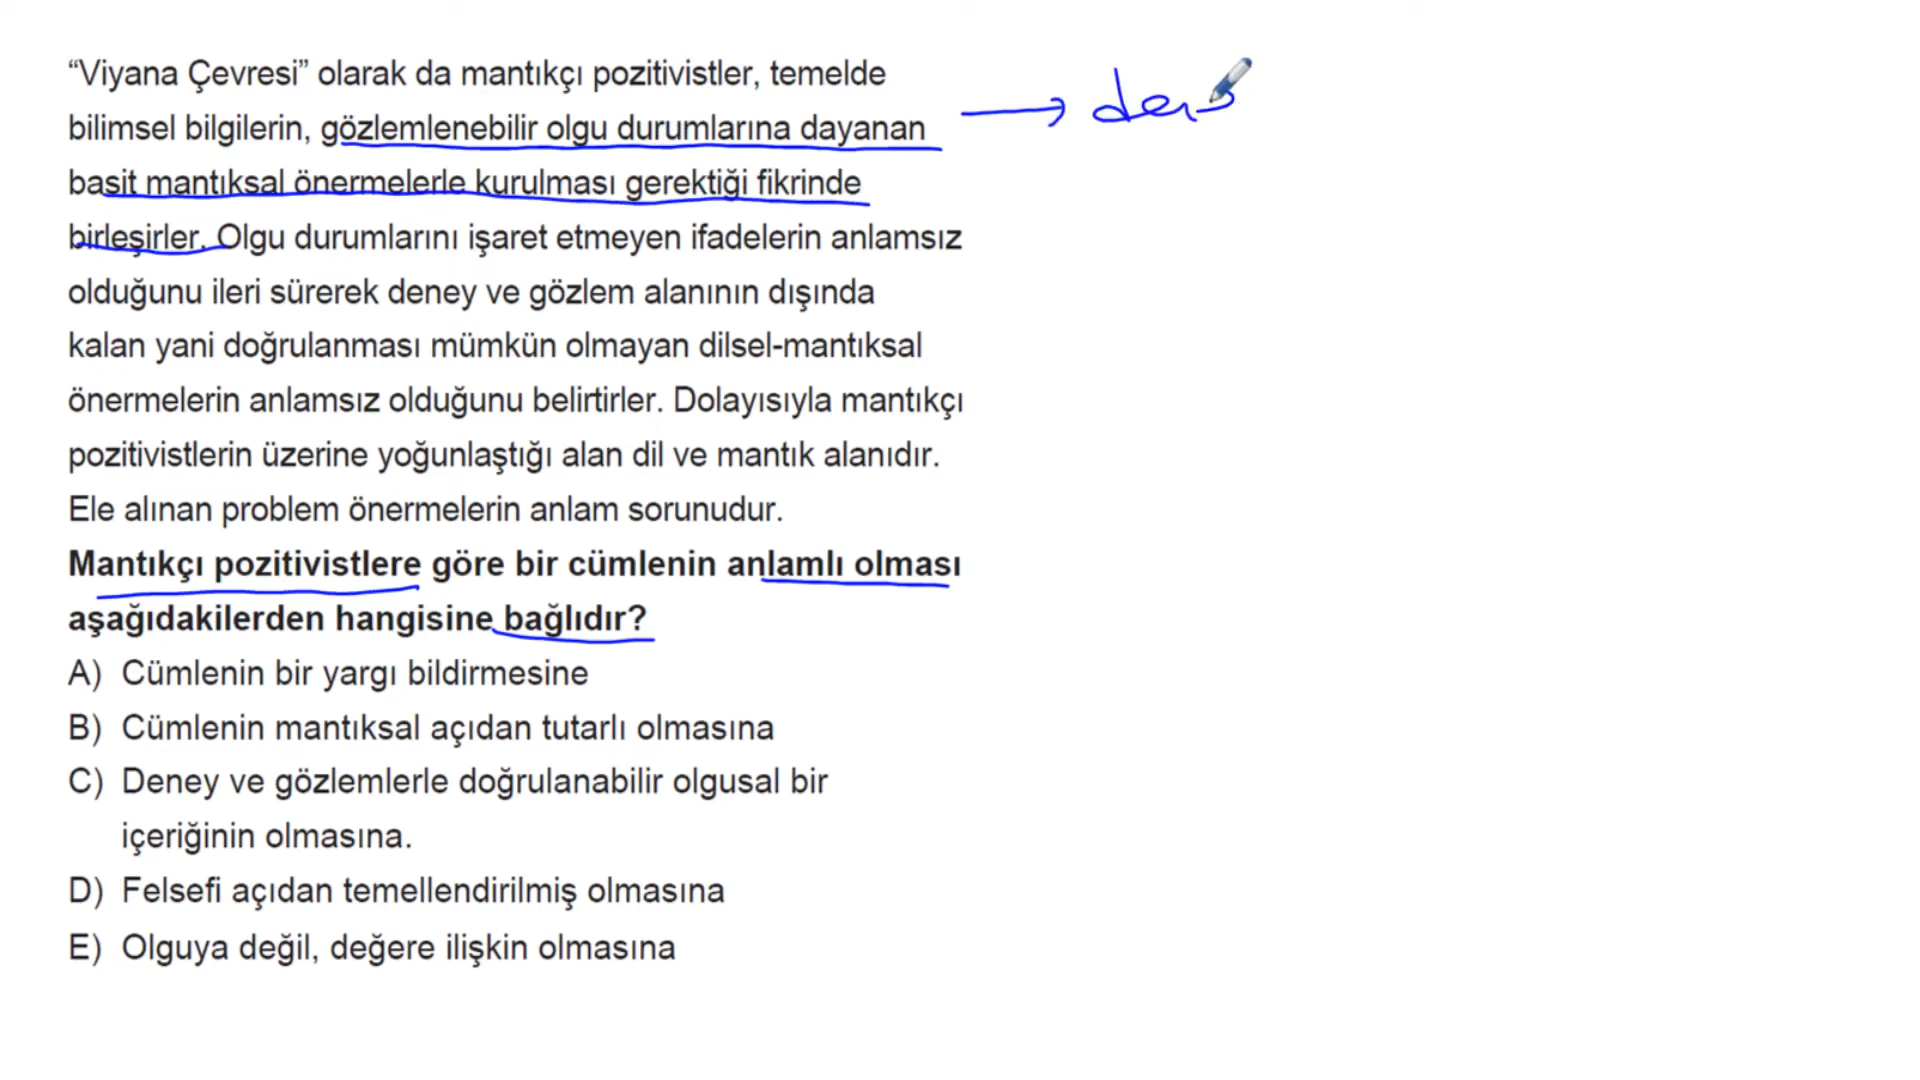 “Viyana Çevresi” olarak da mantıkçı pozitivistler, temelde
bilimsel bilgilerin, gözlemlenebilir olgu durumlarına dayanan
basit mantıksal önermelerle kurulması gerektiği fikrinde
birleşirler. Olgu durumlarını işaret etmeyen ifadelerin anlamsız
olduğunu ileri sürerek deney ve gözlem alanının dışında
kalan yani doğrulanması mümkün olmayan dilsel-mantıksal
önermelerin anlamsız olduğunu belirtirler. Dolayısıyla mantıkçı
pozitivistlerin üzerine yoğunlaştığı alan dil ve mantık alanıdır.
Ele alınan problem önermelerin anlam sorunudur.
Mantıkçı pozitivistlere göre bir cümlenin anlamlı olması
aşağıdakilerden hangisine bağlıdır?
A) Cümlenin bir yargı bildirmesine
B) Cümlenin mantıksal açıdan tutarlı olmasına
C) Deney ve gözlemlerle doğrulanabilir olgusal bir
içeriğinin olmasına.
D) Felsefi açıdan temellendirilmiş olmasına
E) Olguya değil, değere ilişkin olmasına